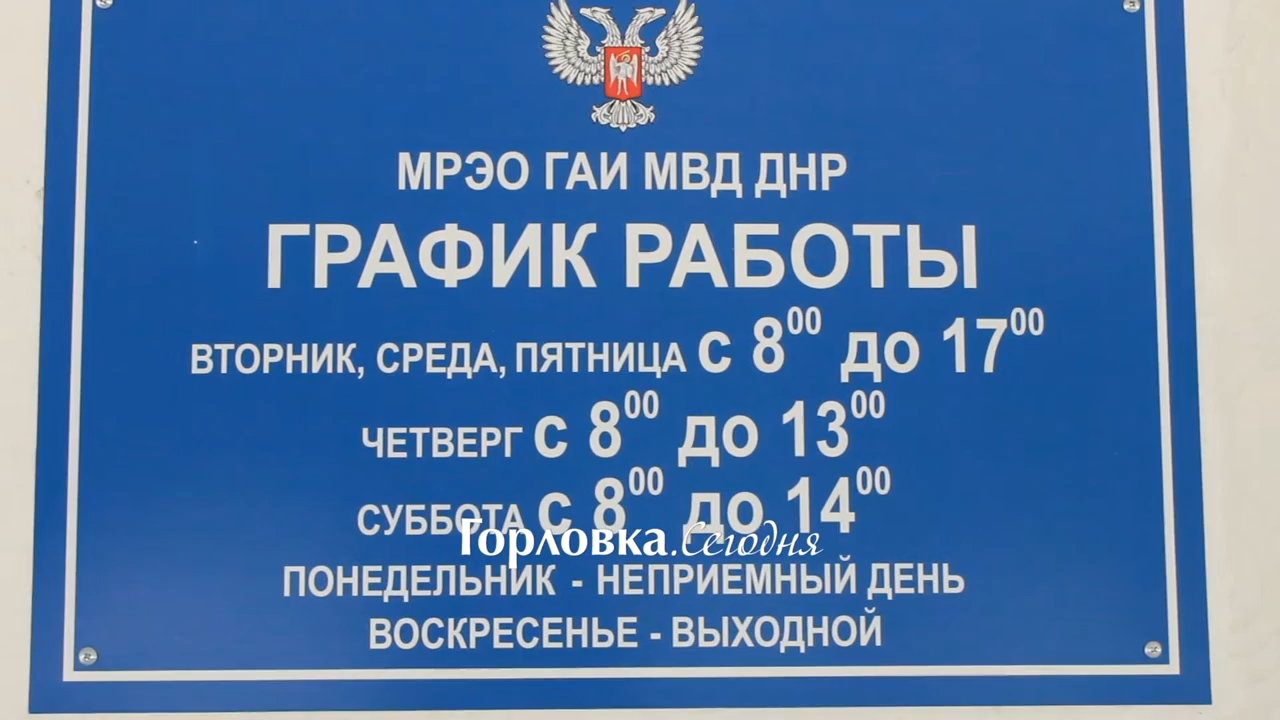 МРЭО ГАИ МВД ДНР
ГРАФИК РАБОТЫ
ВТОРНИК, СРЕДА, ПЯТНИЦА с 8⁰⁰ до 17⁰⁰
ЧЕТВЕРГ с 8⁰⁰ до 13⁰⁰
СУББОТА с 8⁰⁰ до 14⁰⁰
Горловка.Сегодня
ПОНЕДЕЛЬНИК - НЕПРИЕМНЫЙ ДЕНЬ
ВОСКРЕСЕНЬЕ - ВЫХОДНОЙ